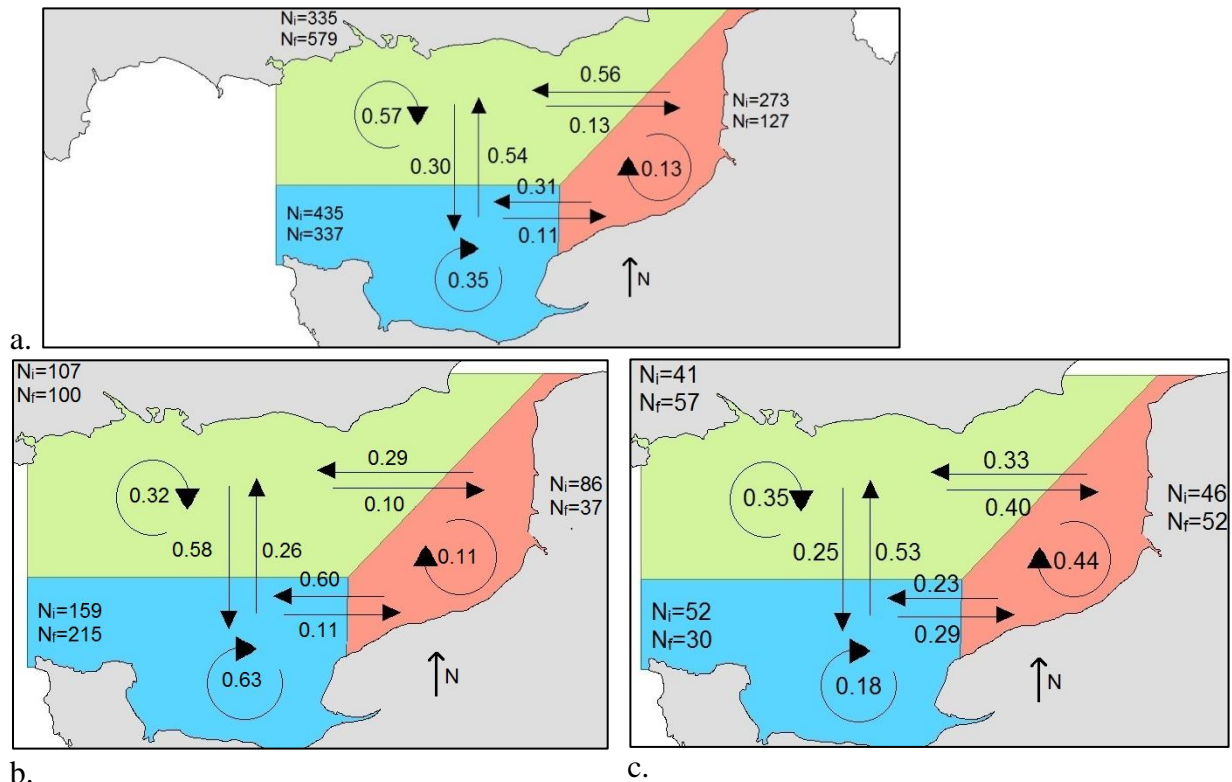 Ni=335
Nf=579
0.56
0.13
Ni=273
Nf=127
0.57
0.30
0.54
0.13
0.31
0.11
Ni=435
Nf=337
0.35
N
a.
Ni=107
Nf=100
0.29
0.10
Ni=86
Nf=37
0.32
0.58
0.26
0.11
0.60
0.11
Ni=159
Nf=215
0.63
N
b.
Ni=41
Nf=57
0.33
0.40
Ni=46
Nf=52
0.35
0.25
0.53
0.44
0.23
0.29
Ni=52
Nf=30
0.18
N
c.